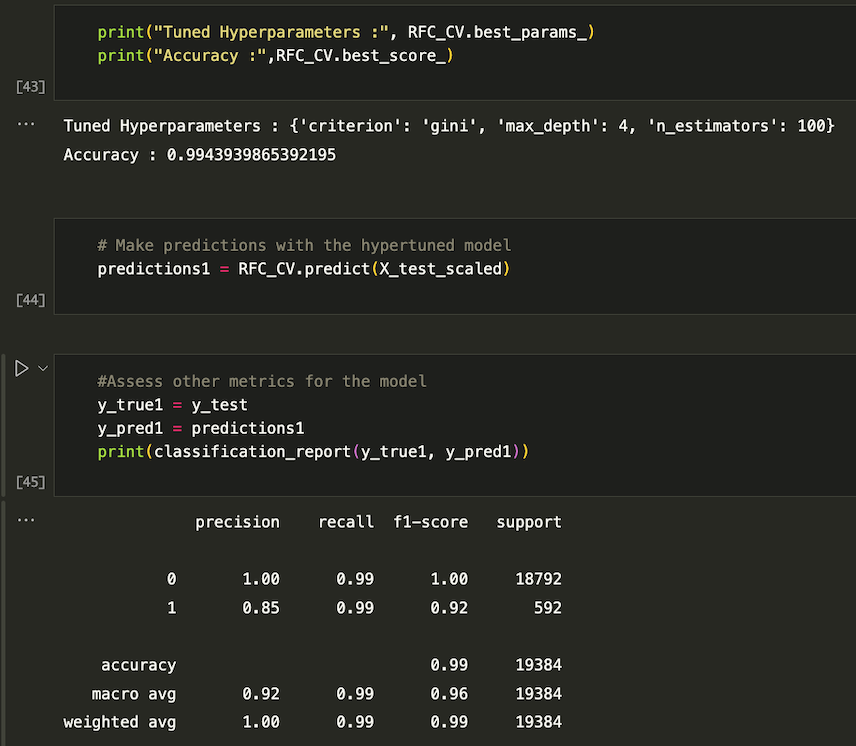 print("Tuned Hyperparameters :", RFC_CV.best_params_)
print("Accuracy :",RFC_CV.best_score_)
[43]
... Tuned Hyperparameters : {'criterion': 'gini', 'max_depth': 4, 'n_estimators': 100}
Accuracy : 0.9943939865392195
# Make predictions with the hypertuned model
predictions1 = RFC_CV.predict(X_test_scaled)
[44]
#Assess other metrics for the model
y_true1 = y_test
y_pred1 = predictions1
print(classification_report(y_true1, y_pred1))
[45]
... precision recall f1-score support
0 1.00 0.99 1.00 18792
1 0.85 0.99 0.92 592
accuracy 0.99 19384
macro avg 0.92 0.99 0.96 19384
weighted avg 1.00 0.99 0.99 19384